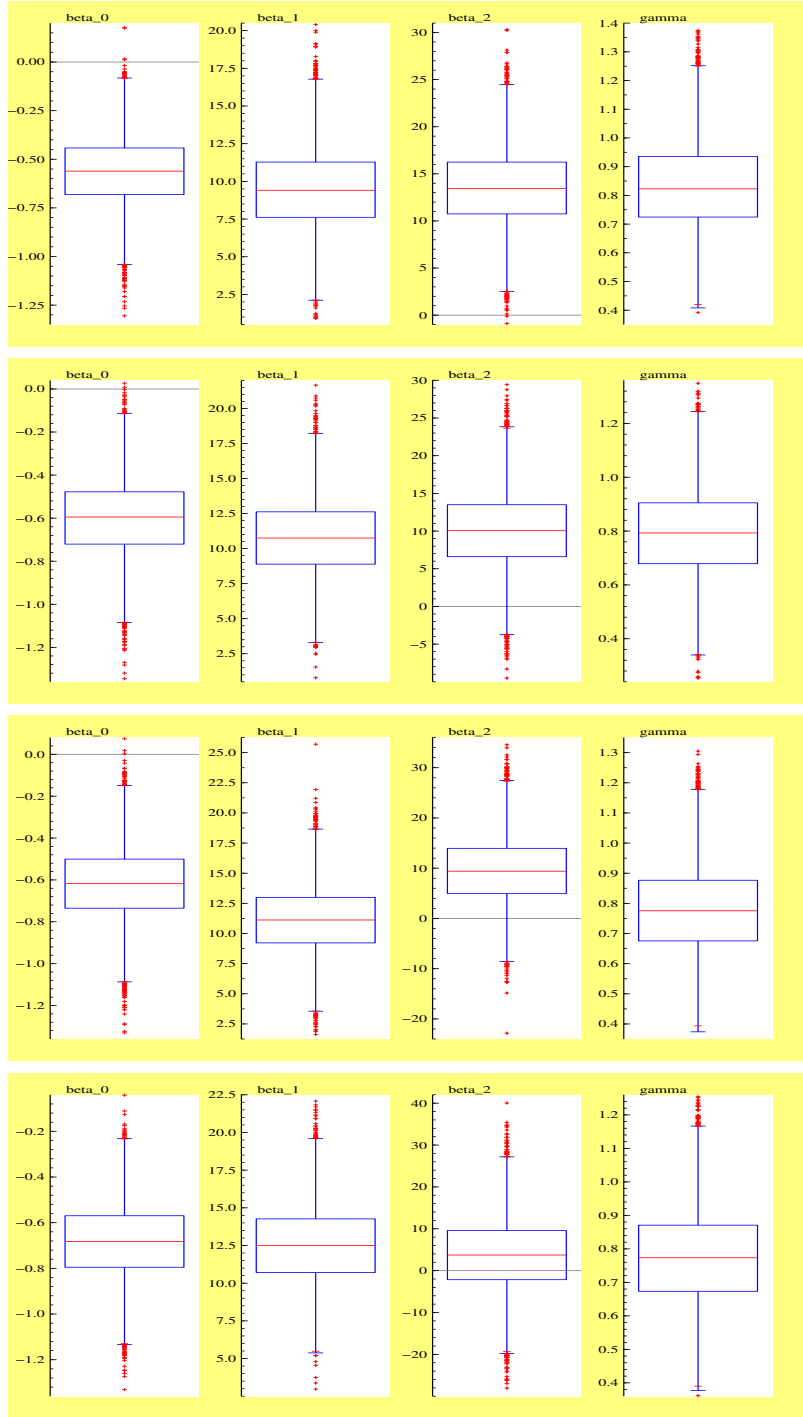 beta_0 beta_1 beta_2 gamma
0.00 20.0 30 1.4
−0.25 17.5 25 1.3
−0.50 15.0 20 1.2
−0.75 12.5 15 1.1
−1.00 10.0 10 1.0
−1.25 7.5 5 0.9
5.0 0 0.8
2.5 0.7
0.6
0.5
0.4
beta_0 beta_1 beta_2 gamma
0.0 20.0 30 1.2
−0.2 17.5 25 1.0
−0.4 15.0 20 0.8
−0.6 12.5 15 0.6
−0.8 10.0 10 0.4
−1.0 7.5 5
−1.2 5.0 0
2.5 −5
beta_0 beta_1 beta_2 gamma
0.0 25.0 30 1.3
−0.2 22.5 20 1.2
−0.4 20.0 10 1.1
−0.6 17.5 0 1.0
−0.8 15.0 −10 0.9
−1.0 12.5 −20 0.8
−1.2 10.0 0.7
7.5 0.6
5.0 0.5
2.5 0.4
beta_0 beta_1 beta_2 gamma
−0.2 22.5 40 1.2
−0.4 20.0 30 1.1
−0.6 17.5 20 1.0
−0.8 15.0 10 0.9
−1.0 12.5 0 0.8
−1.2 10.0 −10 0.7
7.5 −20 0.6
5.0 0.5
0.4